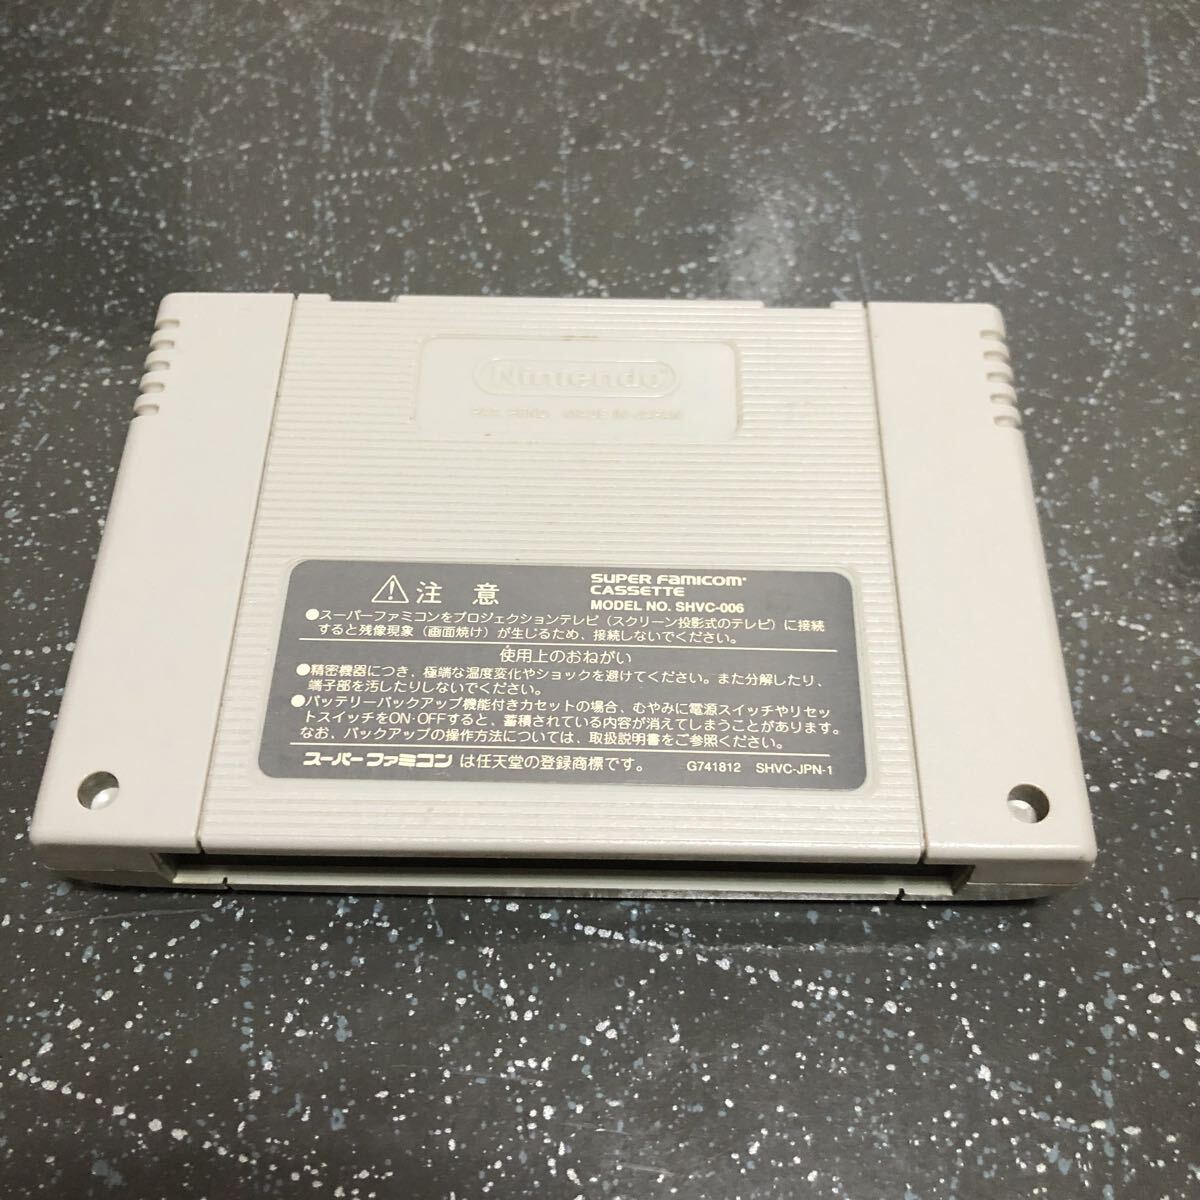 Nintendo
PAT. PEND. MADE IN JAPAN
注意
SUPER FAMICOM
CASSETTE
MODEL NO. SHVC-006
●スーパーファミコンをプロジェクションテレビ（スクリーン投影式のテレビ）に接続
すると残像現象（画面焼け）が生じるため、接続しないでください。
使用上のおねがい
●精密機器につき、極端な温度変化やショックを避けてください。また分解したり、
端子部を汚したりしないでください。
●バッテリーバックアップ機能付きカセットの場合、むやみに電源スイッチやリセッ
トスイッチをON・OFFすると、蓄積されている内容が消えてしまうことがあります。
なお、バックアップの操作方法については、取扱説明書をご参照ください。
スーパーファミコン は任天堂の登録商標です。 G741812 SHVC-JPN-1